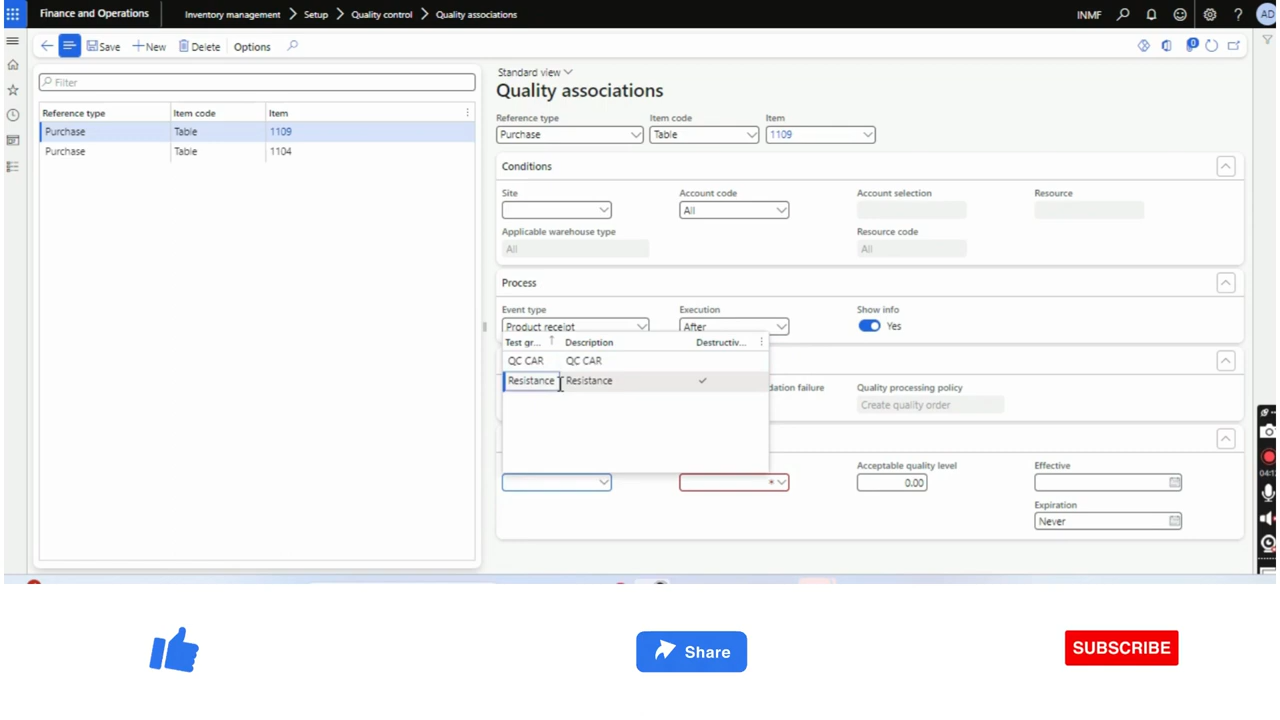 Finance and Operations
Inventory management
Setup
Quality control
Quality associations
INMF
AD
Save
New
Delete
Options
0
Filter
Reference type Item code Item
Purchase Table 1109
Purchase Table 1104
Standard view
Quality associations
Reference type Item code Item
Purchase Table 1109
Conditions
Site Account code Account selection Resource
All
Applicable warehouse type Resource code
All All
Process
Event type Execution Show info
Product receipt After Yes
Test gr... Description Destructiv...
QC CAR QC CAR
Resistance Resistance
dation failure Quality processing policy
Create quality order
Acceptable quality level Effective
* 0.00
Expiration
Never
Share
SUBSCRIBE